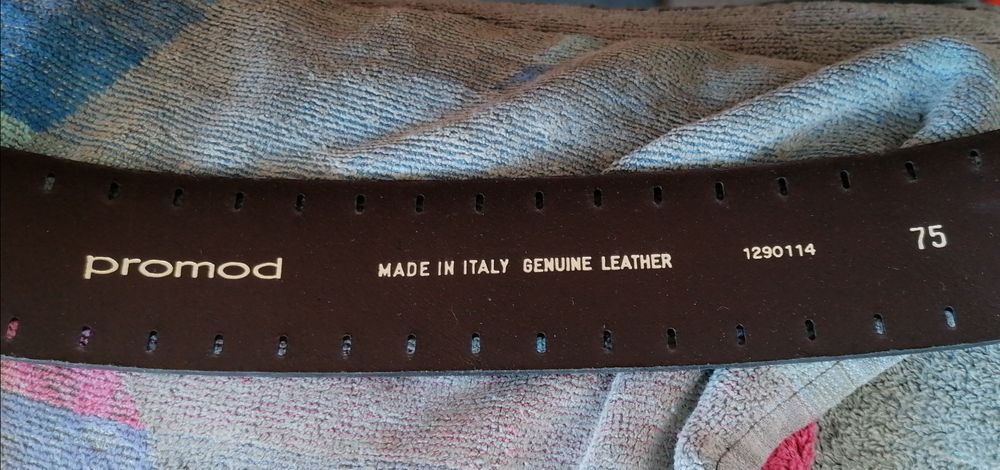 promod MADE IN ITALY GENUINE LEATHER 1290114 75